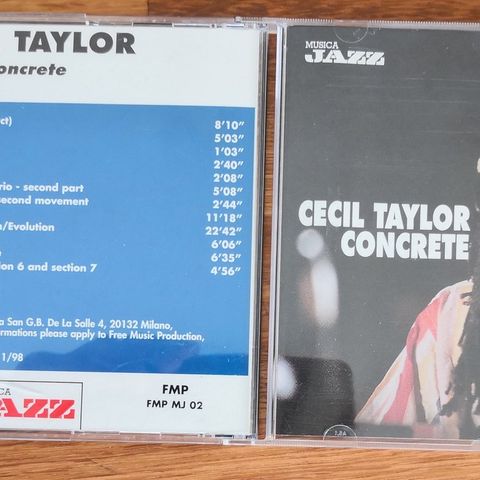 TAYLOR
oncrete
ct) 8'10"
5'03"
1'03"
2'40"
2'08"
rio - second part 5'08"
second movement 2'44"
11'18"
n/Evolution 22'42"
6'06"
e 6'35"
ion 6 and section 7 4'56"
a San G.B. De La Salle 4, 20132 Milano,
ormations please apply to Free Music Production,
1/98
ICA
AZZ
FMP
FMP MJ 02
MUSICA
JAZZ
CECIL TAYLOR
CONCRETE